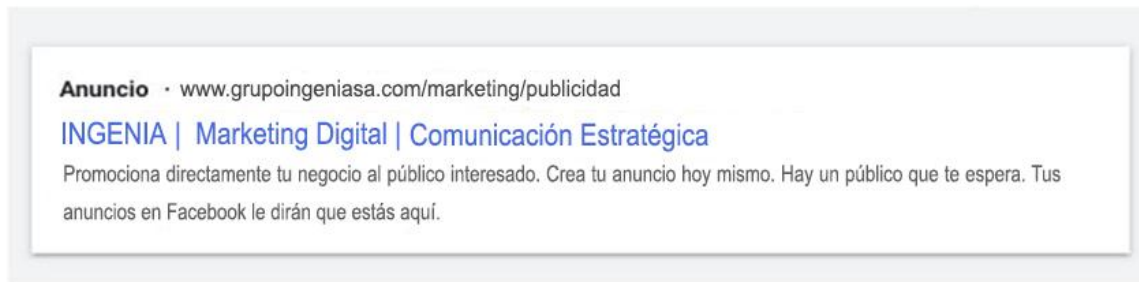 Anuncio · www.grupoingeniasa.com/marketing/publicidad
INGENIA | Marketing Digital | Comunicación Estratégica
Promociona directamente tu negocio al público interesado. Crea tu anuncio hoy mismo. Hay un público que te espera. Tus
anuncios en Facebook le dirán que estás aquí.